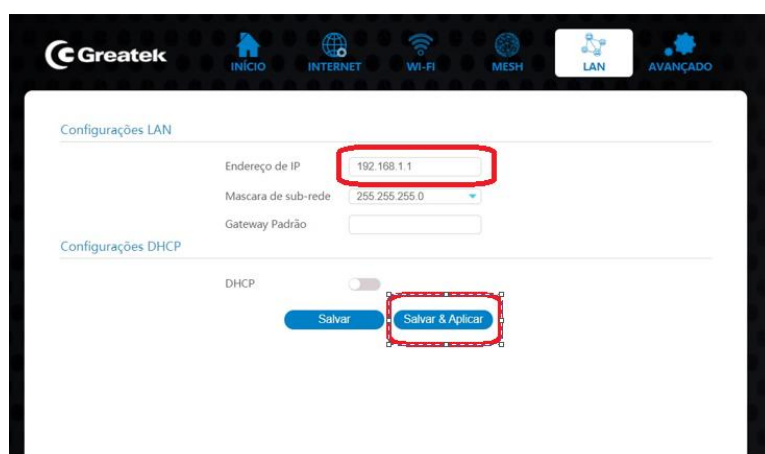 Greatek
INÍCIO INTERNET WI-FI MESH LAN AVANÇADO
Configurações LAN
Endereço de IP 192.168.1.1
Mascara de sub-rede 255.255.255.0
Gateway Padrão
Configurações DHCP
DHCP
Salvar Salvar & Aplicar